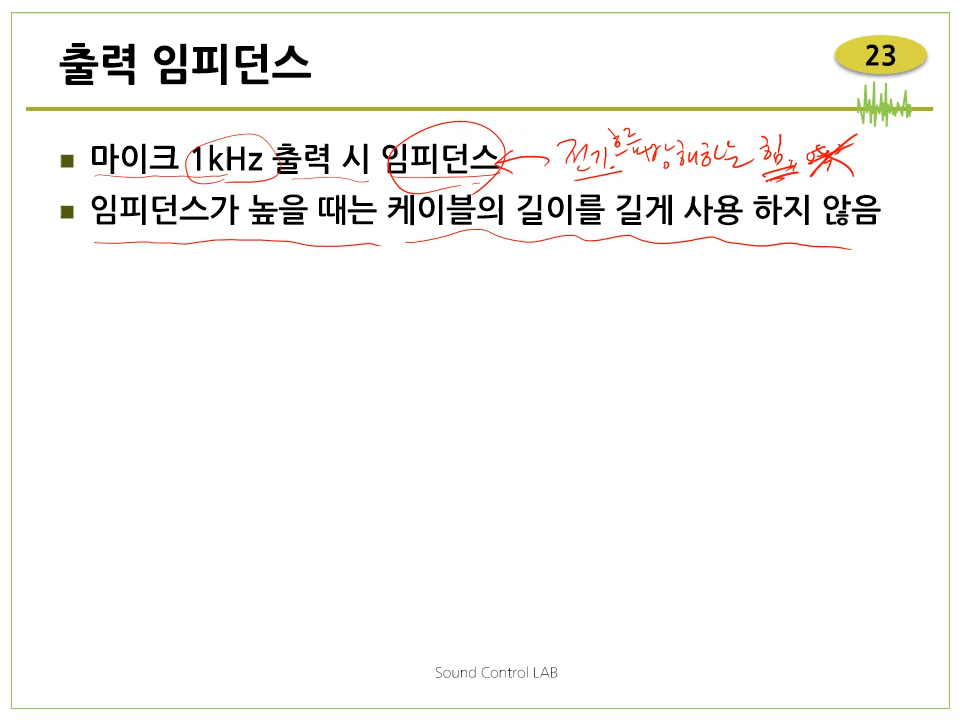 출력 임피던스
23
마이크 1kHz 출력 시 임피던스
전기흐름방해하는 힘
임피던스가 높을 때는 케이블의 길이를 길게 사용 하지 않음
Sound Control LAB